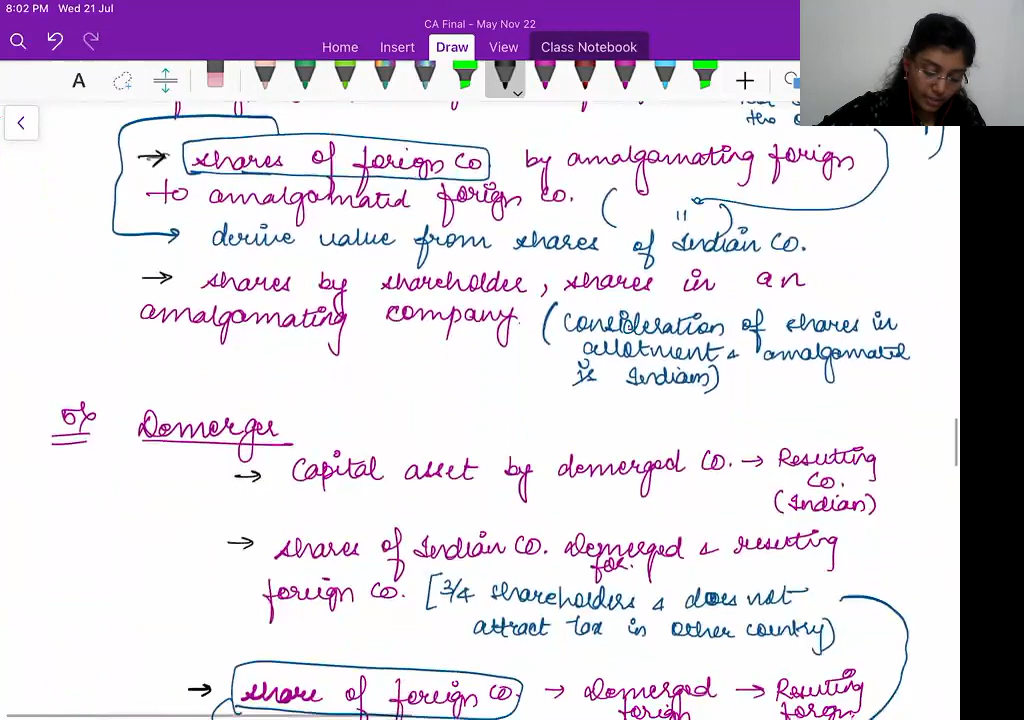 8:02 PM Wed 21 Jul
CA Final - May Nov 22
Home Insert Draw View Class Notebook
A
the
→ shares of foreign Co by amalgamating foreign
to amalgamated foreign Co. ( " )
→ derive value from shares of Indian Co.
→ shares by shareholder, shares in an
amalgamating company. (consideration of shares in
allotment & amalgamated
is Indian)
5% Demerger
→ Capital asset by demerged Co. → Resulting
Co.
(Indian)
→ shares of Indian Co. Demerged & resulting
for.
foreign Co. [3/4 shareholders & does not
attract tax in other country)
→ share of foreign Co. → Demerged → Resulting
foreign foreign